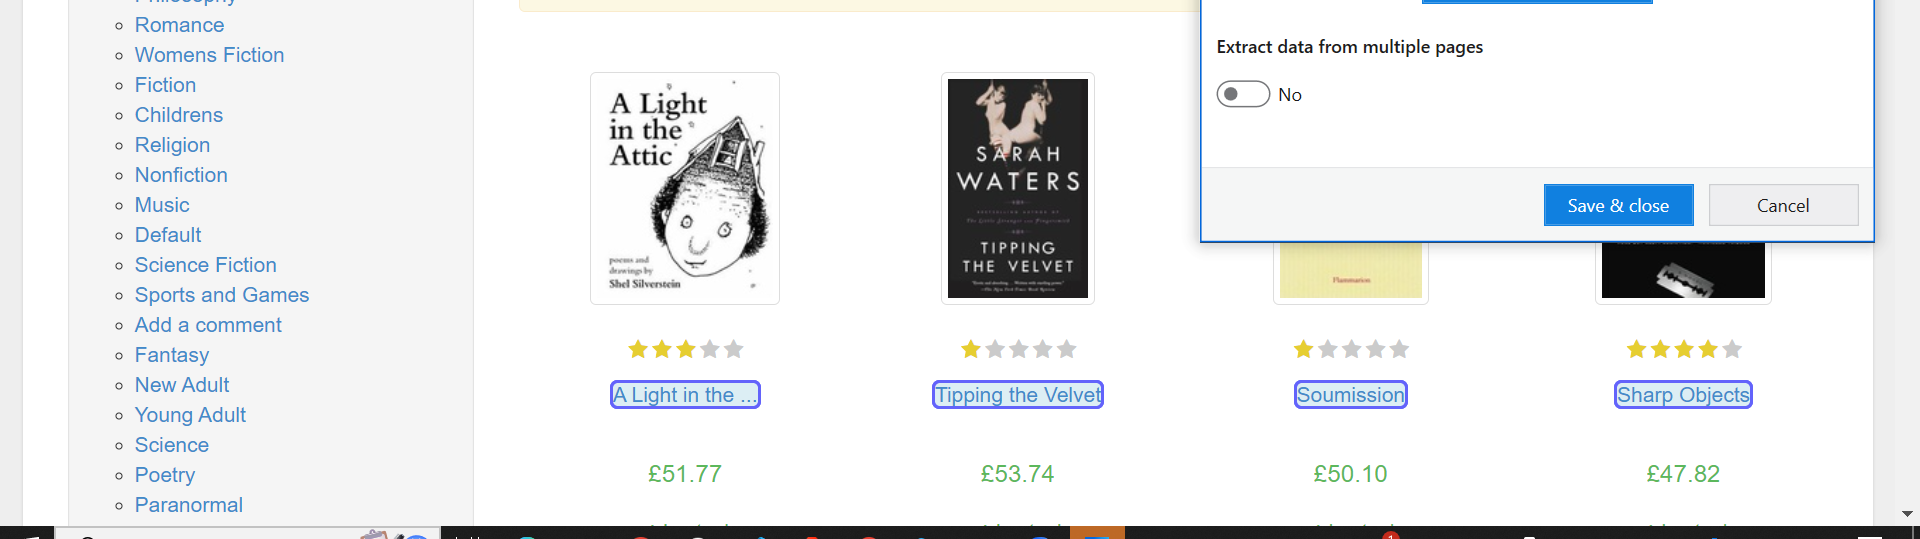 Romance
Womens Fiction
Fiction
Childrens
Religion
Nonfiction
Music
Default
Science Fiction
Sports and Games
Add a comment
Fantasy
New Adult
Young Adult
Science
Poetry
Paranormal
A Light
in the
Attic
poems and
drawings by
Shel Silverstein
SARAH
WATERS
TIPPING
THE VELVET
Flammarion
A Light in the ...
Tipping the Velvet
Soumission
Sharp Objects
£51.77
£53.74
£50.10
£47.82
Extract data from multiple pages
No
Save & close
Cancel
1